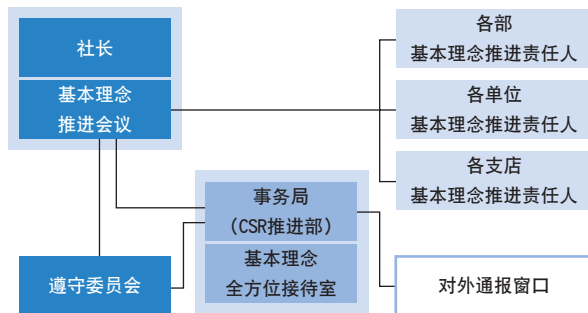 社长
基本理念
推进会议
各部
基本理念推进责任人
各单位
基本理念推进责任人
各支店
基本理念推进责任人
事务局
（CSR推进部）
基本理念
全方位接待室
遵守委员会
对外通报窗口